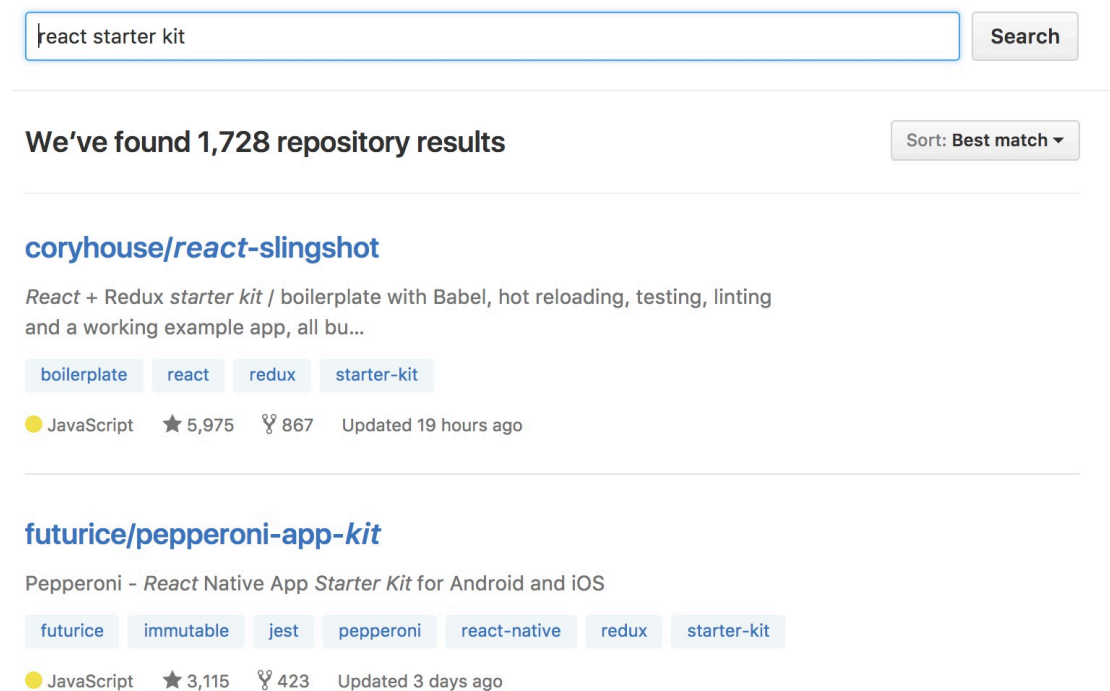 react starter kit
Search
We've found 1,728 repository results
Sort: Best match
coryhouse/react-slingshot
React + Redux starter kit / boilerplate with Babel, hot reloading, testing, linting
and a working example app, all bu...
boilerplate react redux starter-kit
JavaScript 5,975 867 Updated 19 hours ago
futurice/pepperoni-app-kit
Pepperoni - React Native App Starter Kit for Android and iOS
futurice immutable jest pepperoni react-native redux starter-kit
JavaScript 3,115 423 Updated 3 days ago